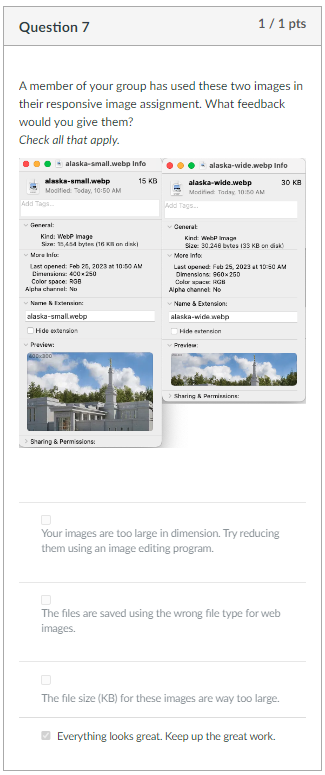 Question 7
1 / 1 pts
A member of your group has used these two images in
their responsive image assignment. What feedback
would you give them?
Check all that apply.
alaska-small.webp Info
alaska-small.webp
15 KB
Modified: Today, 10:50 AM
Add Tags...
General:
Kind: WebP Image
Size: 15,454 bytes (16 KB on disk)
More Info:
Last opened: Feb 25, 2023 at 10:50 AM
Dimensions: 400 × 250
Color space: RGB
Alpha channel: No
Name & Extension:
alaska-small.webp
Hide extension
Preview:
Sharing & Permissions:
alaska-wide.webp Info
alaska-wide.webp
30 KB
Modified: Today, 10:50 AM
Add Tags...
General:
Kind: WebP Image
Size: 30,246 bytes (33 KB on disk)
More Info:
Last opened: Feb 25, 2023 at 10:50 AM
Dimensions: 960 × 250
Color space: RGB
Alpha channel: No
Name & Extension:
alaska-wide.webp
Hide extension
Preview:
Sharing & Permissions:
Your images are too large in dimension. Try reducing
them using an image editing program.
The files are saved using the wrong file type for web
images.
The file size (KB) for these images are way too large.
Everything looks great. Keep up the great work.